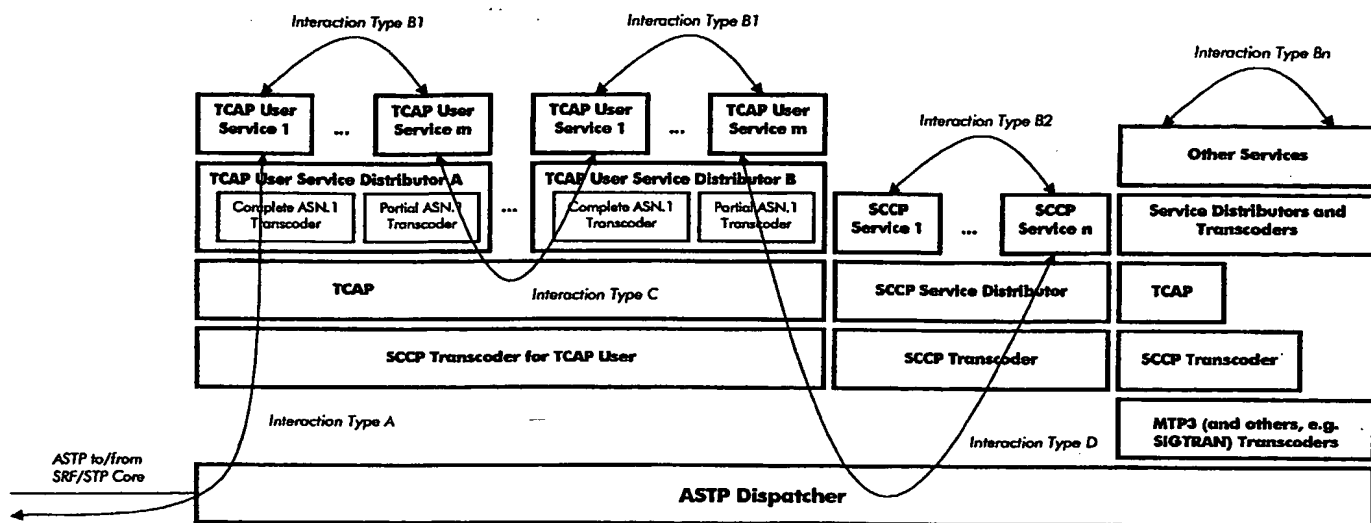 Interaction Type B1
Interaction Type B1
Interaction Type Bn
TCAP User
Service 1
...
TCAP User
Service m
TCAP User
Service 1
...
TCAP User
Service m
Interaction Type B2
Other Services
TCAP User Service Distributor A
Complete ASN.1
Transcoder
Partial ASN.1
Transcoder
...
TCAP User Service Distributor B
Complete ASN.1
Transcoder
Partial ASN.1
Transcoder
SCCP
Service 1
...
SCCP
Service n
Service Distributors and
Transcoders
TCAP
Interaction Type C
SCCP Service Distributor
TCAP
SCCP Transcoder for TCAP User
SCCP Transcoder
SCCP Transcoder
Interaction Type A
Interaction Type D
MTP3 (and others, e.g.
SIGTRAN) Transcoders
ASTP to/from
SRF/STP Core
ASTP Dispatcher